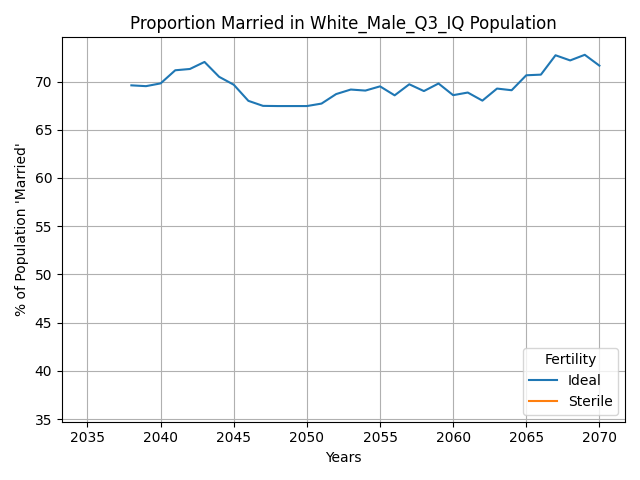 Proportion Married in White_Male_Q3_IQ Population
% of Population 'Married'
70
65
60
55
50
45
40
35
2035 2040 2045 2050 2055 2060 2065 2070
Years
Fertility
Ideal
Sterile